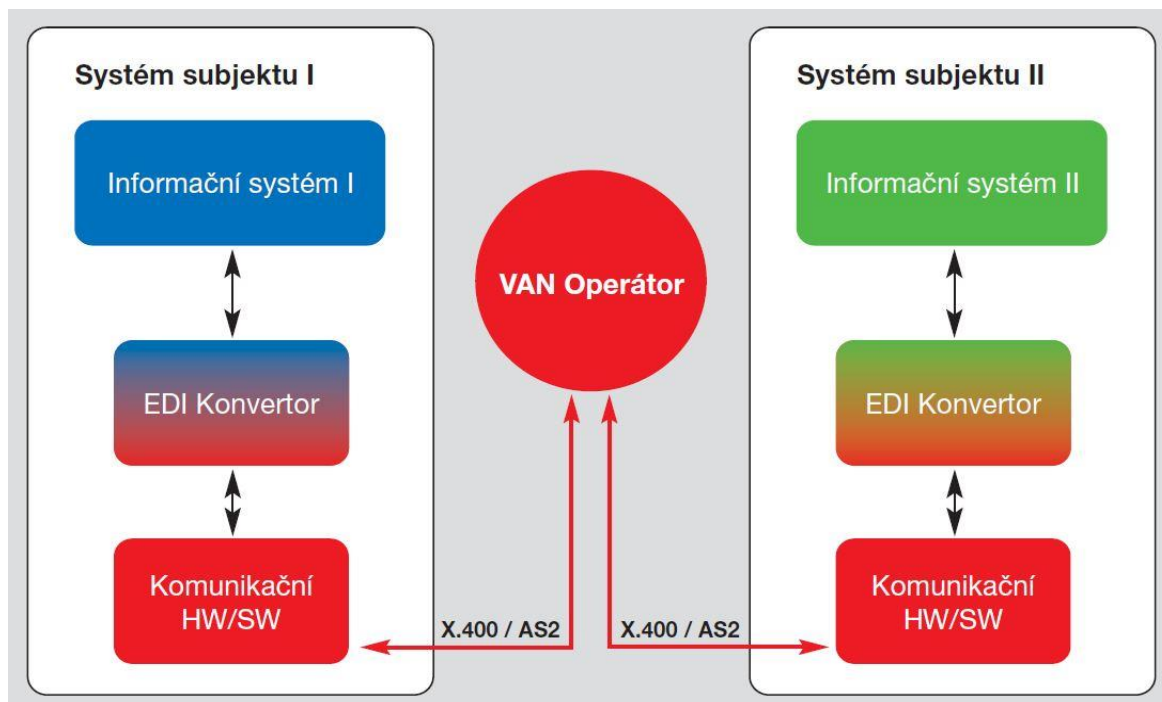 Systém subjektu I
Informační systém I
EDI Konvertor
Komunikační
HW/SW
X.400 / AS2
VAN Operátor
X.400 / AS2
Systém subjektu II
Informační systém II
EDI Konvertor
Komunikační
HW/SW